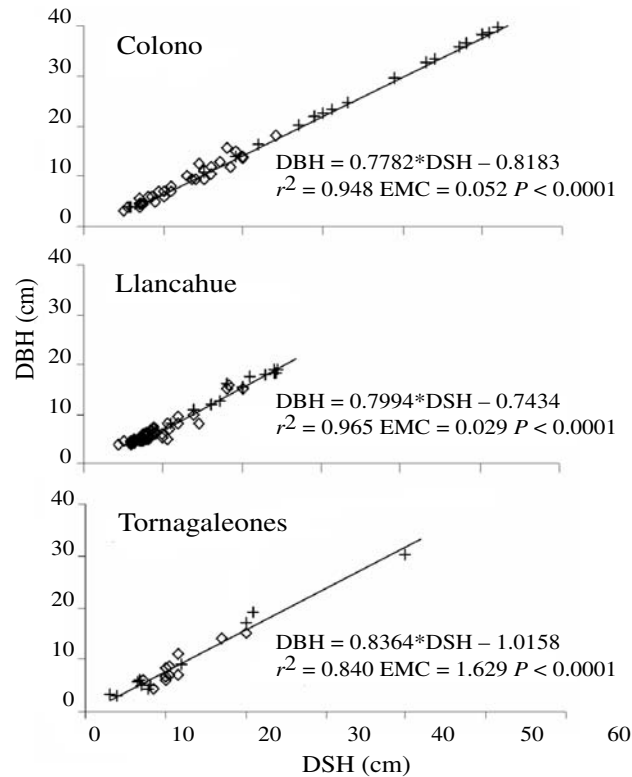 40
Colono
30
20
10
0
DBH = 0.7782*DSH – 0.8183
r² = 0.948 EMC = 0.052 P < 0.0001
DBH (cm)
40
Llancahue
30
20
10
0
DBH = 0.7994*DSH – 0.7434
r² = 0.965 EMC = 0.029 P < 0.0001
40
Tornagaleones
30
20
10
0
DBH = 0.8364*DSH – 1.0158
r² = 0.840 EMC = 1.629 P < 0.0001
0 10 20 30 40 50 60
DSH (cm)